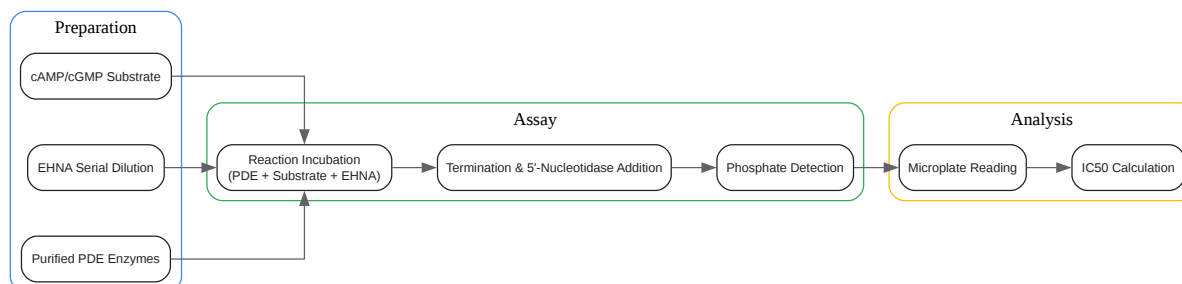 Preparation
cAMP/cGMP Substrate
EHNA Serial Dilution
Purified PDE Enzymes
Assay
Reaction Incubation
(PDE + Substrate + EHNA)
Termination & 5'-Nucleotidase Addition
Phosphate Detection
Analysis
Microplate Reading
IC50 Calculation